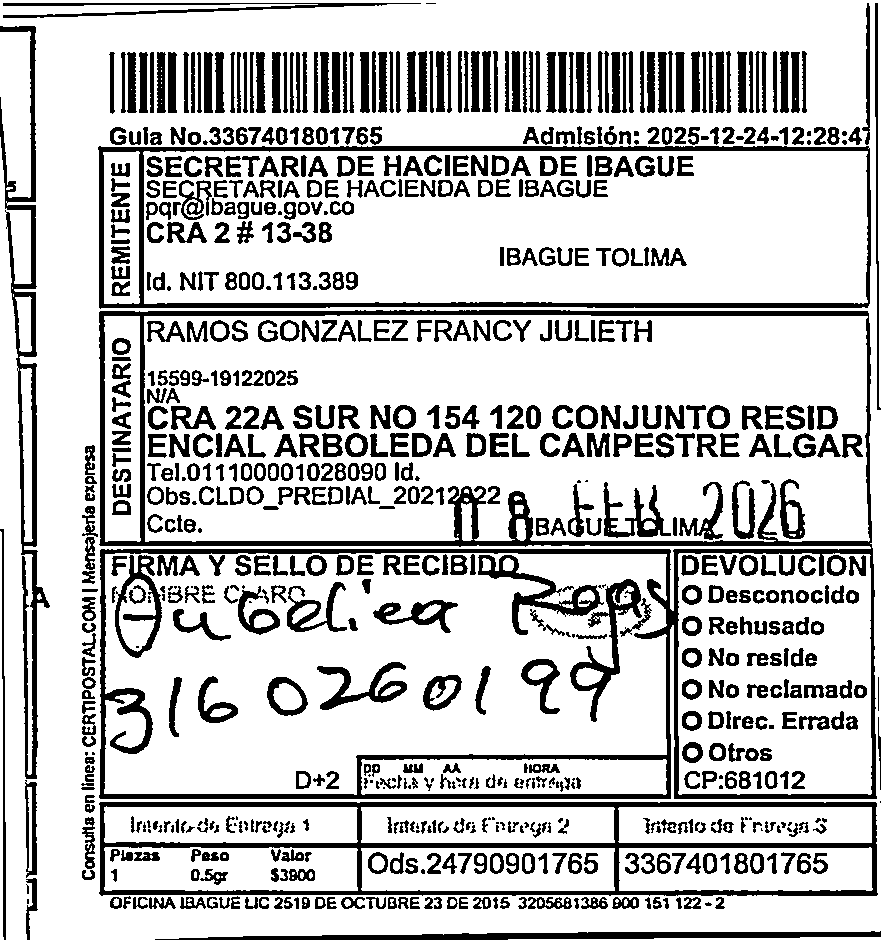 Guia No.3367401801765 Admisión: 2025-12-24-12:28:47
REMITENTE
SECRETARIA DE HACIENDA DE IBAGUE
SECRETARIA DE HACIENDA DE IBAGUE
pqr@ibague.gov.co
CRA 2 # 13-38
IBAGUE TOLIMA
Id. NIT 800.113.389
DESTINATARIO
RAMOS GONZALEZ FRANCY JULIETH
15599-19122025
N/A
CRA 22A SUR NO 154 120 CONJUNTO RESID
ENCIAL ARBOLEDA DEL CAMPESTRE ALGAR
Tel.011100001028090 Id.
Obs.CLDO_PREDIAL_20212022
08 FEB 2026
Ccte. IBAGUE TOLIMA
FIRMA Y SELLO DE RECIBIDO
NOMBRE CLARO
Rojas
3160260199
D+2
DD MM AA HORA
Fecha y hora de entrega
DEVOLUCION
Desconocido
Rehusado
No reside
No reclamado
Direc. Errada
Otros
CP:681012
Intento de Entrega 1 Intento de Entrega 2 Intento de Entrega 3
Piezas Peso Valor
1 0.5gr $3900
Ods.24790901765 3367401801765
OFICINA IBAGUE LIC 2519 DE OCTUBRE 23 DE 2015 3205681386 900 151 122 - 2
Consulta en linea: CERTIPOSTAL.COM | Mensajería expresa